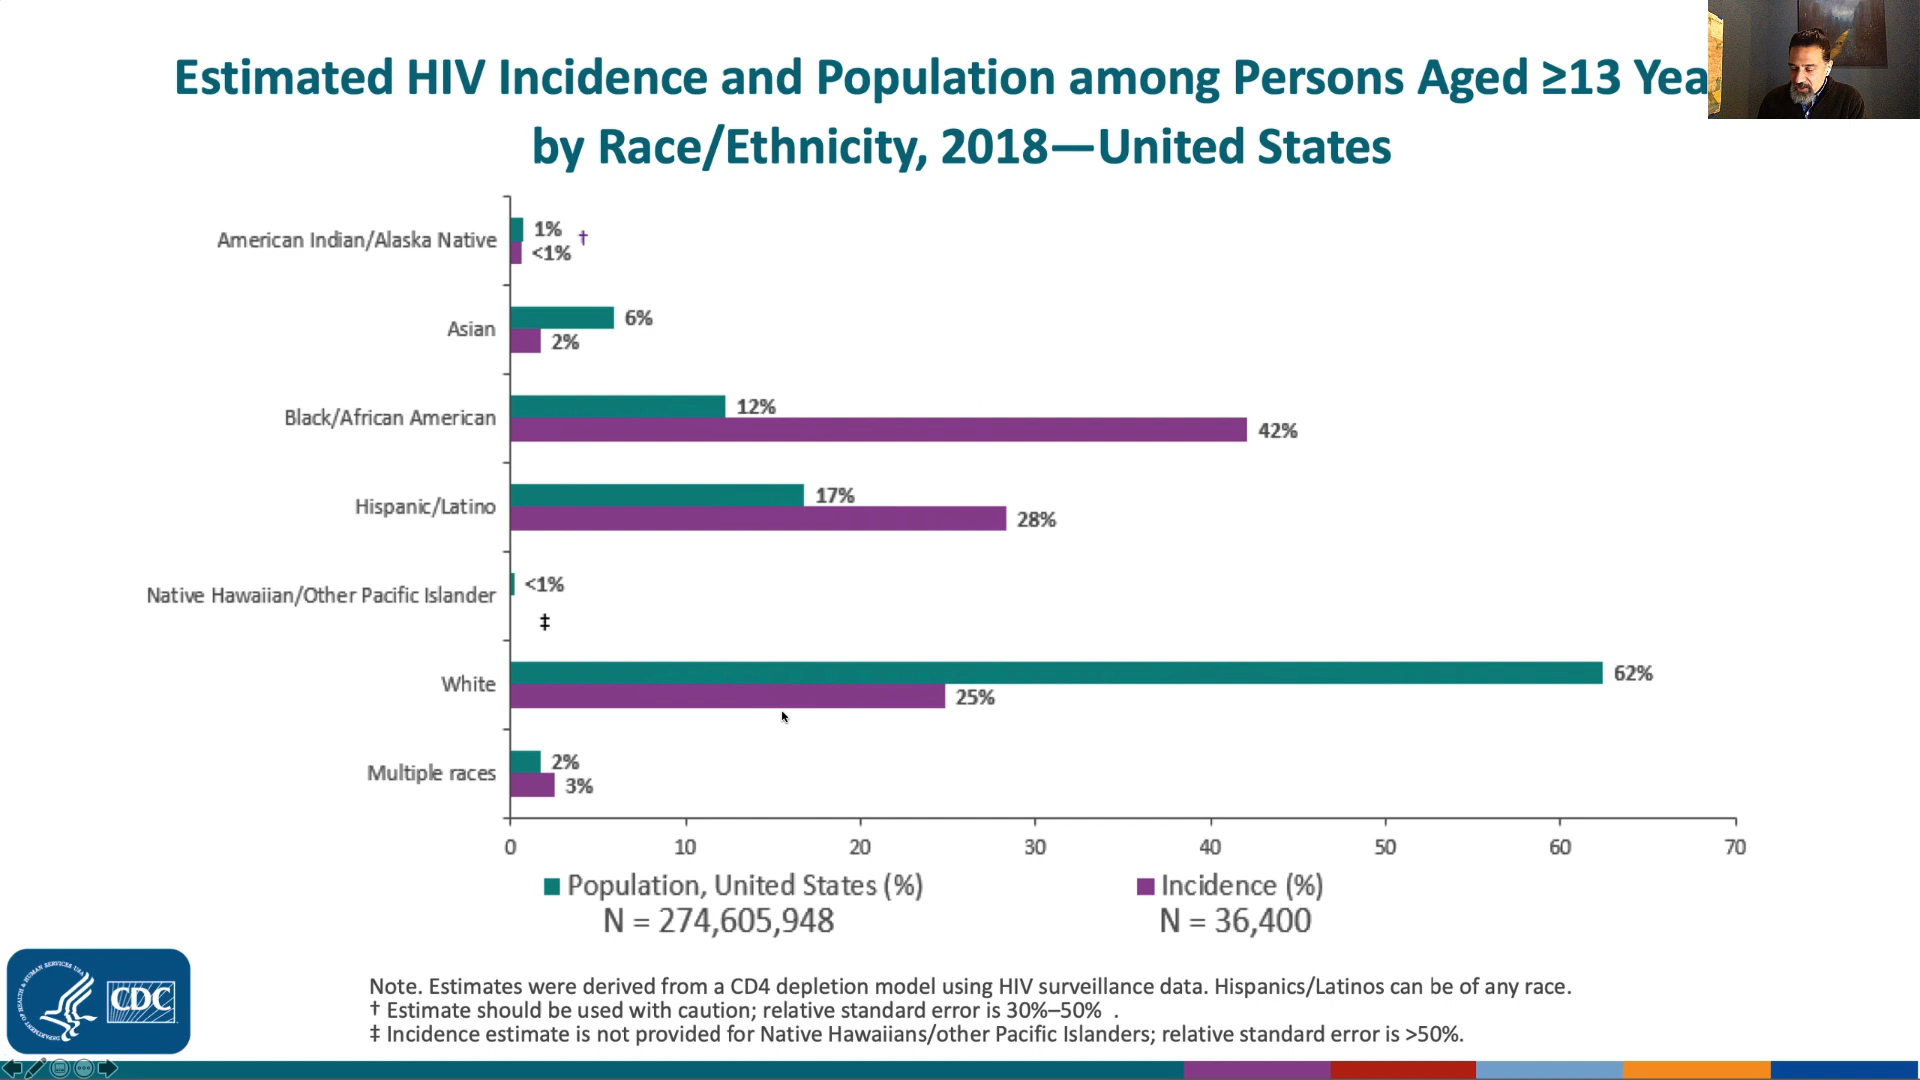 Estimated HIV Incidence and Population among Persons Aged ≥13 Yea
by Race/Ethnicity, 2018—United States
American Indian/Alaska Native
1%
<1%
†
Asian
6%
2%
Black/African American
12%
42%
Hispanic/Latino
17%
28%
Native Hawaiian/Other Pacific Islander
<1%
‡
White
62%
25%
Multiple races
2%
3%
0 10 20 30 40 50 60 70
Population, United States (%)
N = 274,605,948
Incidence (%)
N = 36,400
CDC
Note. Estimates were derived from a CD4 depletion model using HIV surveillance data. Hispanics/Latinos can be of any race.
† Estimate should be used with caution; relative standard error is 30%–50% .
‡ Incidence estimate is not provided for Native Hawaiians/other Pacific Islanders; relative standard error is >50%.